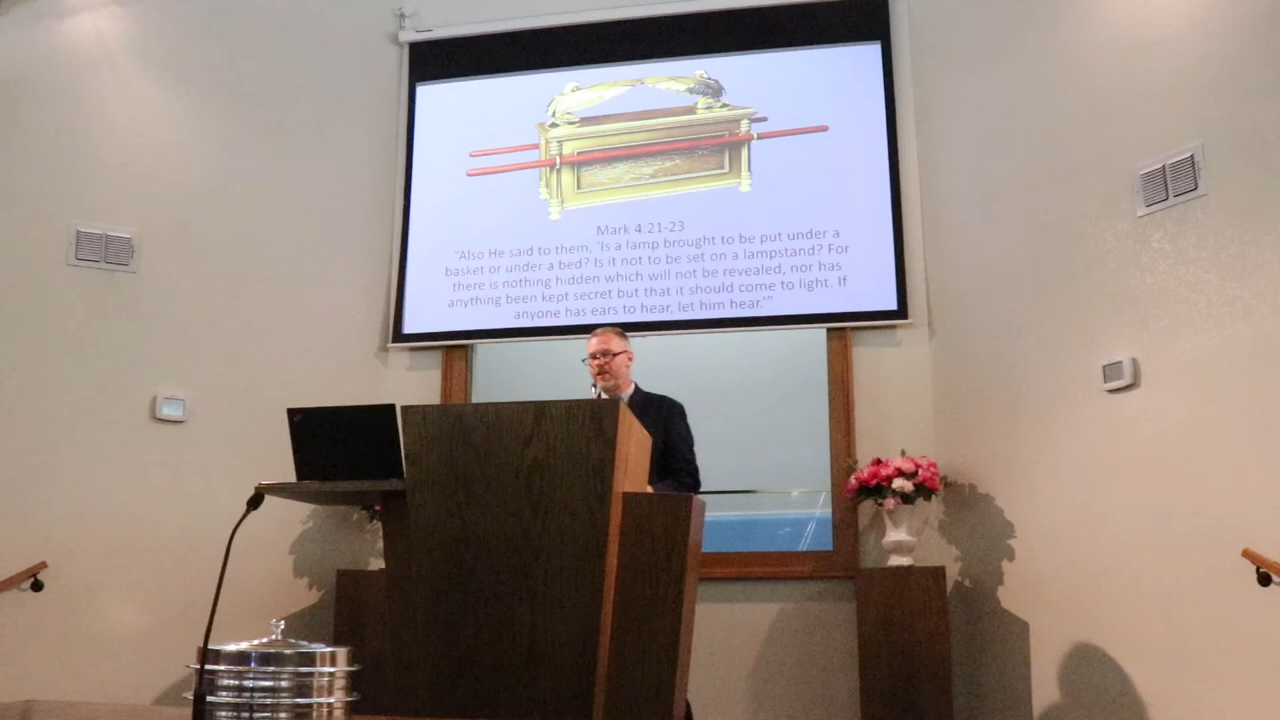 Mark 4.21-23
“Also He said to them, ‘Is a lamp brought to be put under a
basket or under a bed? Is it not to be set on a lampstand? For
there is nothing hidden which will not be revealed, nor has
anything been kept secret but that it should come to light. If
anyone has ears to hear, let him hear.’”